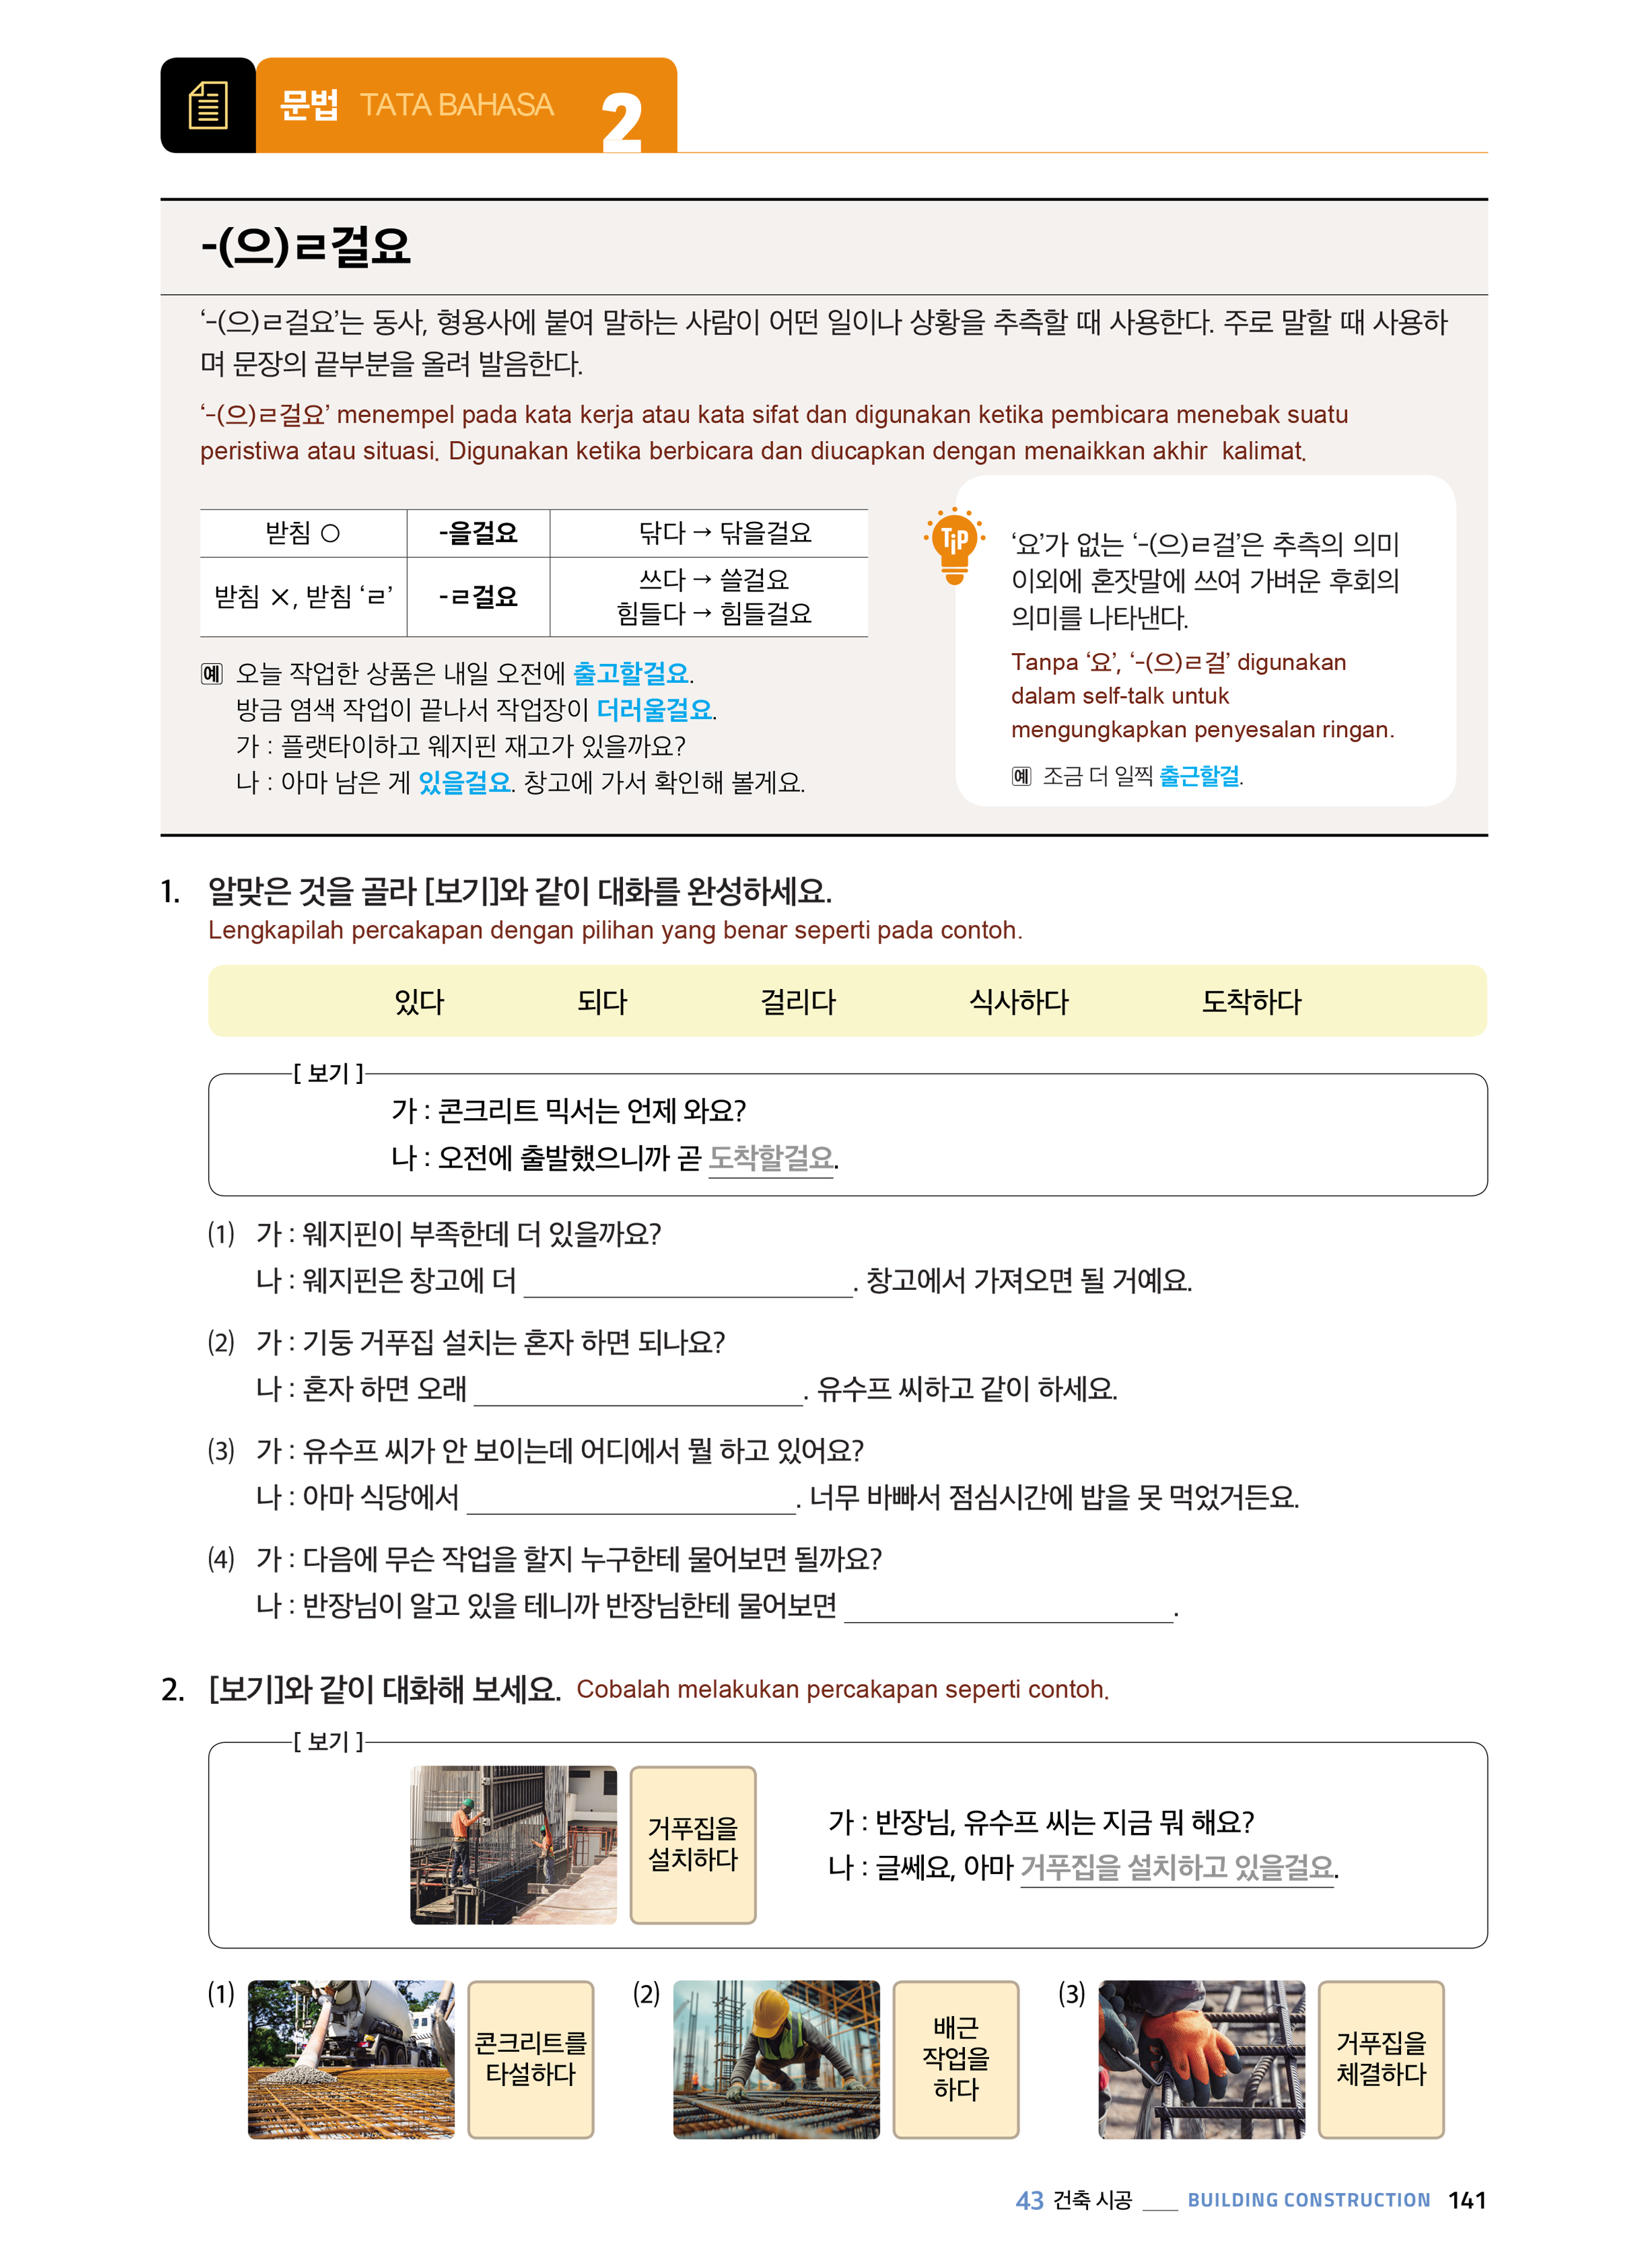 문법 TATA BAHASA 2
-(으)ㄹ걸요
‘-(으)ㄹ걸요’는 동사, 형용사에 붙여 말하는 사람이 어떤 일이나 상황을 추측할 때 사용한다. 주로 말할 때 사용하
며 문장의 끝부분을 올려 발음한다.
‘-(으)ㄹ걸요’ menempel pada kata kerja atau kata sifat dan digunakan ketika pembicara menebak suatu
peristiwa atau situasi. Digunakan ketika berbicara dan diucapkan dengan menaikkan akhir kalimat.
받침 ○ -을걸요 닦다 → 닦을걸요
받침 ×, 받침 ‘ㄹ’ -ㄹ걸요 쓰다 → 쓸걸요
힘들다 → 힘들걸요
예 오늘 작업한 상품은 내일 오전에 출고할걸요.
방금 염색 작업이 끝나서 작업장이 더러울걸요.
가 : 플랫타이하고 웨지핀 재고가 있을까요?
나 : 아마 남은 게 있을걸요. 창고에 가서 확인해 볼게요.
TiP
‘요’가 없는 ‘-(으)ㄹ걸’은 추측의 의미
이외에 혼잣말에 쓰여 가벼운 후회의
의미를 나타낸다.
Tanpa ‘요’, ‘-(으)ㄹ걸’ digunakan
dalam self-talk untuk
mengungkapkan penyesalan ringan.
예 조금 더 일찍 출근할걸.
1. 알맞은 것을 골라 [보기]와 같이 대화를 완성하세요.
Lengkapilah percakapan dengan pilihan yang benar seperti pada contoh.
있다 되다 걸리다 식사하다 도착하다
[ 보기 ]
가 : 콘크리트 믹서는 언제 와요?
나 : 오전에 출발했으니까 곧 도착할걸요.
(1) 가 : 웨지핀이 부족한데 더 있을까요?
나 : 웨지핀은 창고에 더 ____. 창고에서 가져오면 될 거예요.
(2) 가 : 기둥 거푸집 설치는 혼자 하면 되나요?
나 : 혼자 하면 오래 ____. 유수프 씨하고 같이 하세요.
(3) 가 : 유수프 씨가 안 보이는데 어디에서 뭘 하고 있어요?
나 : 아마 식당에서 ____. 너무 바빠서 점심시간에 밥을 못 먹었거든요.
(4) 가 : 다음에 무슨 작업을 할지 누구한테 물어보면 될까요?
나 : 반장님이 알고 있을 테니까 반장님한테 물어보면 ____.
2. [보기]와 같이 대화해 보세요. Cobalah melakukan percakapan seperti contoh.
[ 보기 ]
거푸집을
설치하다
가 : 반장님, 유수프 씨는 지금 뭐 해요?
나 : 글쎄요, 아마 거푸집을 설치하고 있을걸요.
(1) 콘크리트를
타설하다
(2) 배근
작업을
하다
(3) 거푸집을
체결하다
43 건축 시공 ___ BUILDING CONSTRUCTION 141